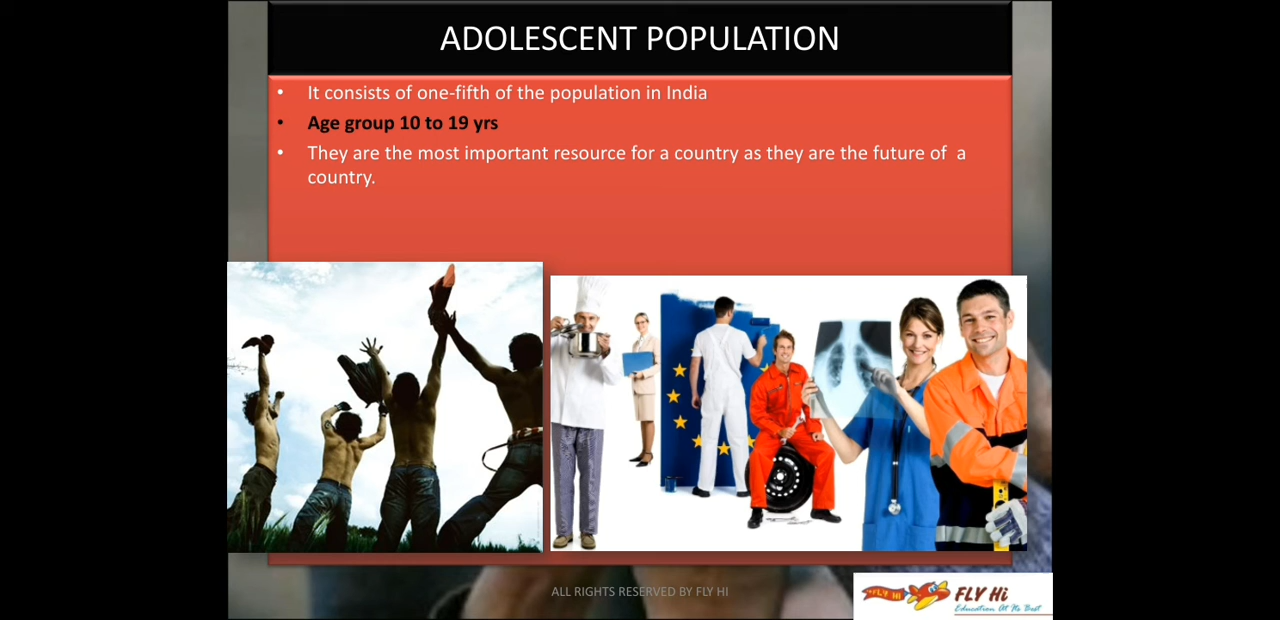 ADOLESCENT POPULATION
• It consists of one-fifth of the population in India
• Age group 10 to 19 yrs
• They are the most important resource for a country as they are the future of a
country.
ALL RIGHTS RESERVED BY FLY HI
FLY HI
FLY Hi
Education At Its Best